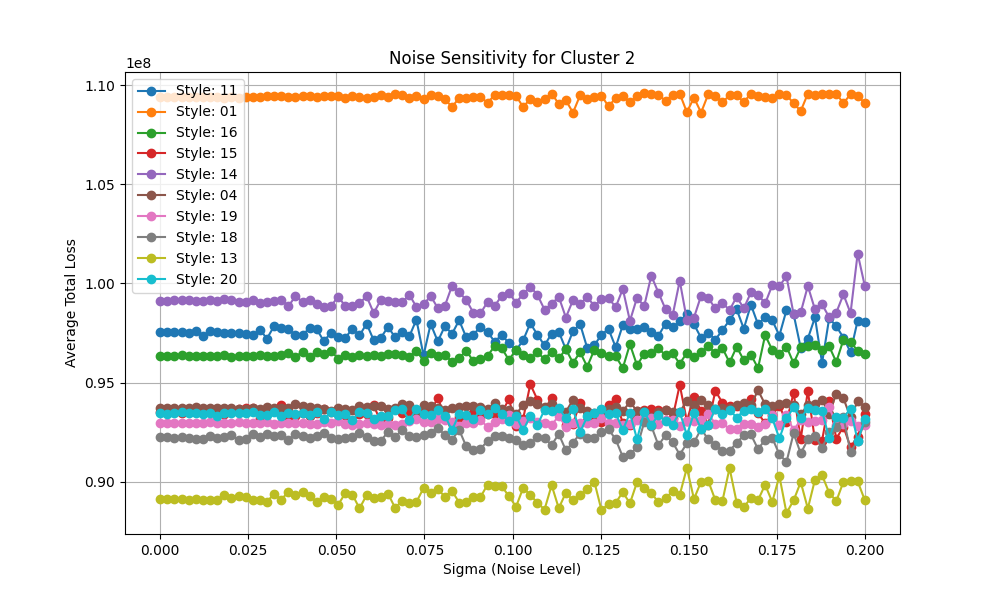 Noise Sensitivity for Cluster 2
1e8
1.10
1.05
1.00
0.95
0.90
Average Total Loss
Style: 11
Style: 01
Style: 16
Style: 15
Style: 14
Style: 04
Style: 19
Style: 18
Style: 13
Style: 20
0.000 0.025 0.050 0.075 0.100 0.125 0.150 0.175 0.200
Sigma (Noise Level)